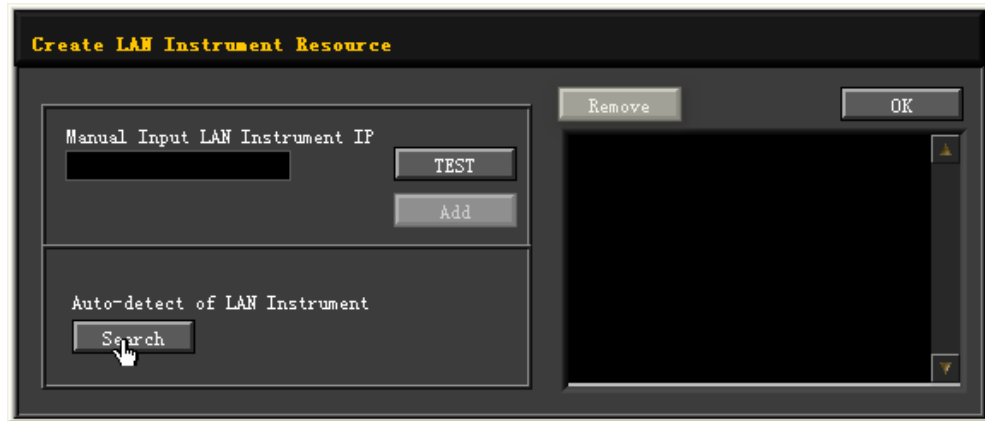 Create LAN Instrument Resource
Manual Input LAN Instrument IP
TEST
Add
Auto-detect of LAN Instrument
Search
Remove
OK